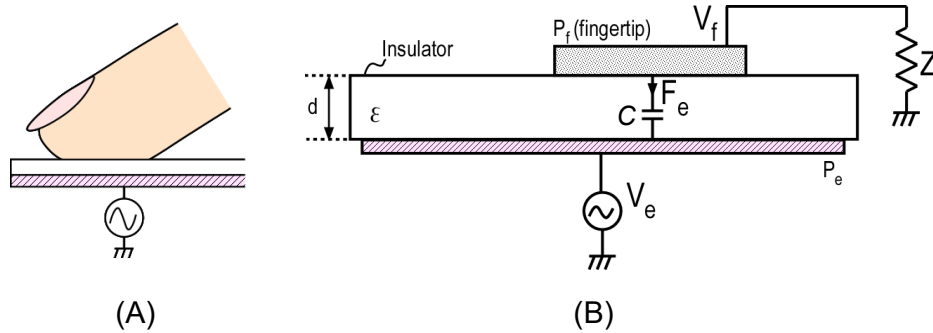 P_f (fingertip)
V_f
Insulator
Z
d
ε
C
F_e
P_e
V_e
(A)
(B)